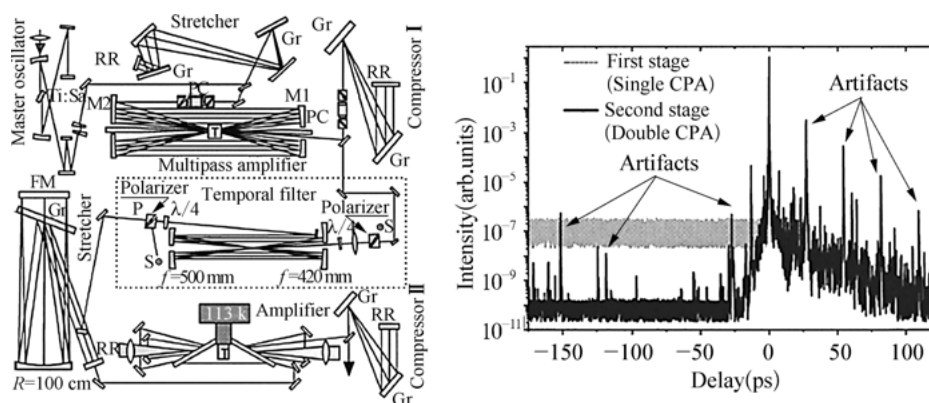 Master oscillator
Ti:Sa
Stretcher
RR
Gr
Gr
Gr
Compressor I
RR
Gr
M2
PC
M1
PC
T
Multipass amplifier
FM
Gr
Stretcher
R=100 cm
Temporal filter
Polarizer
P
λ/4
S
Polarizer
λ/4
S
f=500 mm
f=420 mm
113 k
Amplifier
T
RR
Gr
RR
Compressor II
Gr
Intensity(arb.units)
10⁻¹
10⁻³
10⁻⁵
10⁻⁷
10⁻⁹
10⁻¹¹
First stage
(Single CPA)
Second stage
(Double CPA)
Artifacts
Artifacts
−150
−100
−50
0
50
100
Delay(ps)